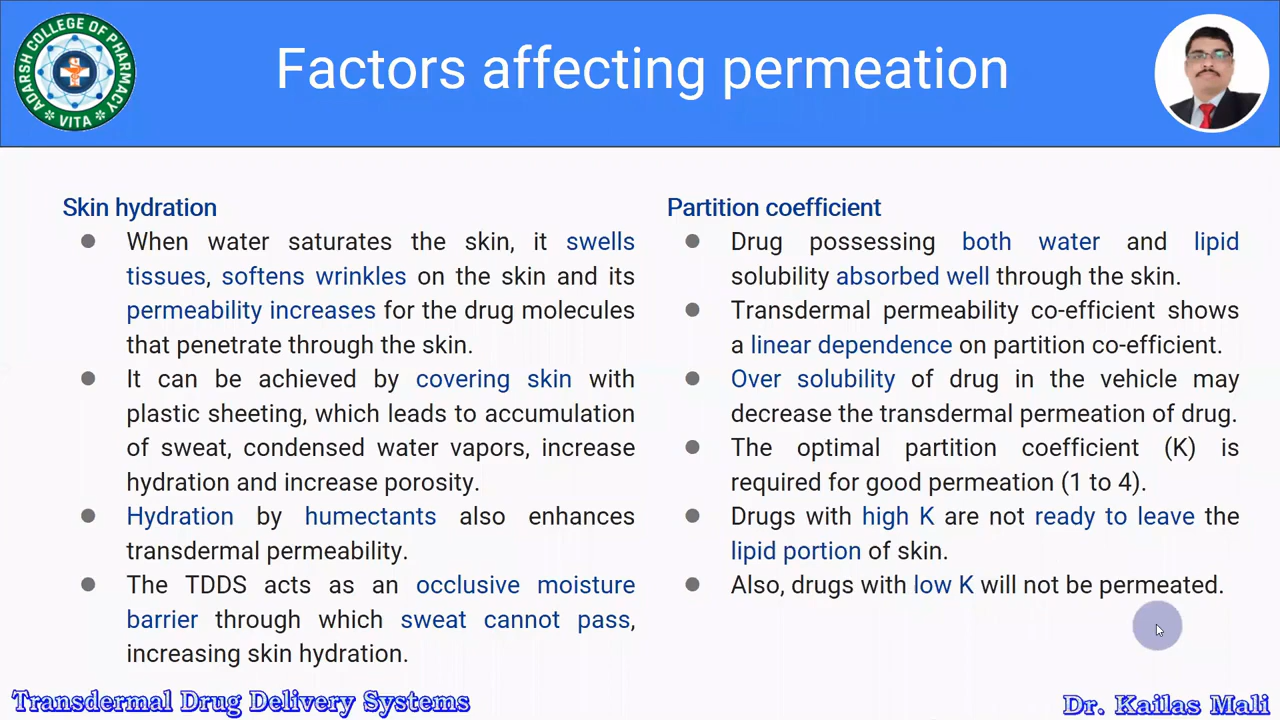 ADARSH COLLEGE OF PHARMACY
VITA
Factors affecting permeation
Skin hydration
When water saturates the skin, it swells
tissues, softens wrinkles on the skin and its
permeability increases for the drug molecules
that penetrate through the skin.
It can be achieved by covering skin with
plastic sheeting, which leads to accumulation
of sweat, condensed water vapors, increase
hydration and increase porosity.
Hydration by humectants also enhances
transdermal permeability.
The TDDS acts as an occlusive moisture
barrier through which sweat cannot pass,
increasing skin hydration.
Partition coefficient
Drug possessing both water and lipid
solubility absorbed well through the skin.
Transdermal permeability co-efficient shows
a linear dependence on partition co-efficient.
Over solubility of drug in the vehicle may
decrease the transdermal permeation of drug.
The optimal partition coefficient (K) is
required for good permeation (1 to 4).
Drugs with high K are not ready to leave the
lipid portion of skin.
Also, drugs with low K will not be permeated.
Transdermal Drug Delivery Systems
Dr. Kailas Mali